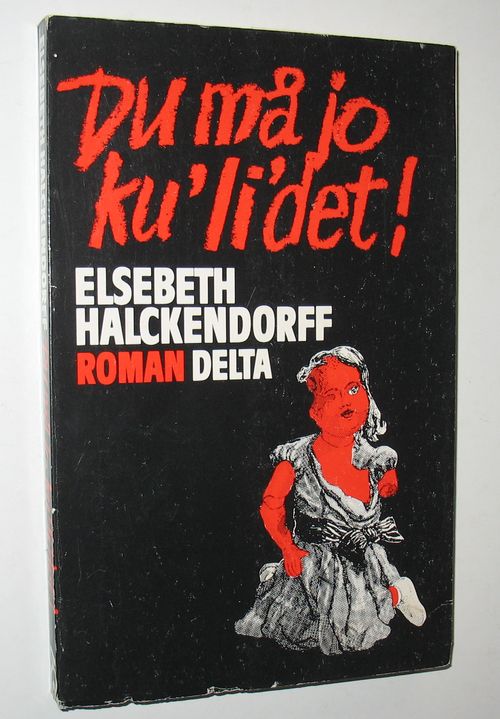 Du må jo
ku' li' det!
ELSEBETH
HALCKENDORFF
ROMAN DELTA